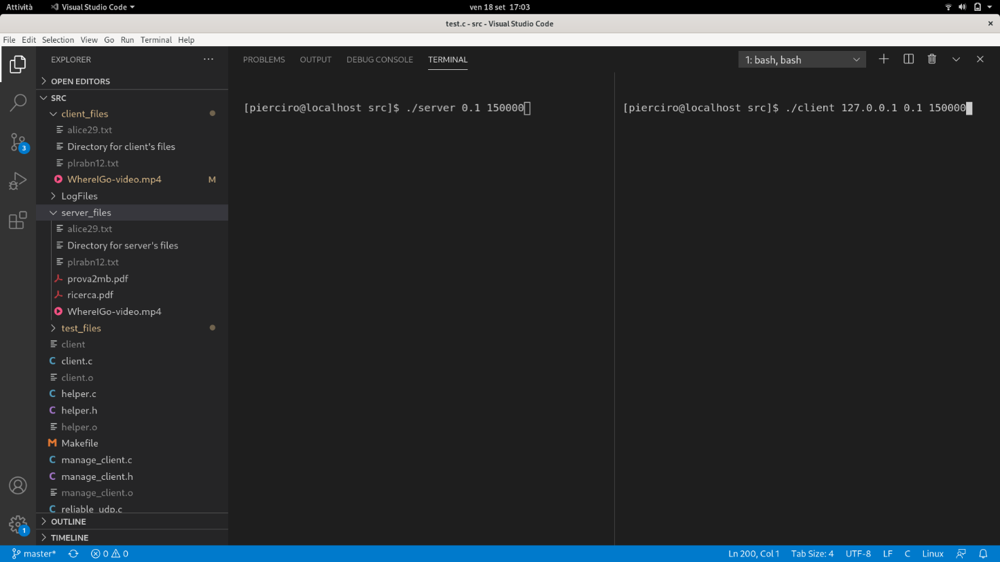 Attività Visual Studio Code ven 18 set 17:03
test.c - src - Visual Studio Code
File Edit Selection View Go Run Terminal Help
EXPLORER
OPEN EDITORS
SRC
client_files
alice29.txt
Directory for client's files
plrabn12.txt
WhereIGo-video.mp4 M
LogFiles
server_files
alice29.txt
Directory for server's files
plrabn12.txt
prova2mb.pdf
ricerca.pdf
WhereIGo-video.mp4
test_files
client
C client.c
client.o
C helper.c
C helper.h
helper.o
M Makefile
C manage_client.c
C manage_client.h
manage_client.o
C reliable_udp.c
OUTLINE
TIMELINE
3
1
PROBLEMS OUTPUT DEBUG CONSOLE TERMINAL 1: bash, bash
[pierciro@localhost src]$ ./server 0.1 150000
[pierciro@localhost src]$ ./client 127.0.0.1 0.1 150000
master* 0 0 Ln 200, Col 1 Tab Size: 4 UTF-8 LF C Linux